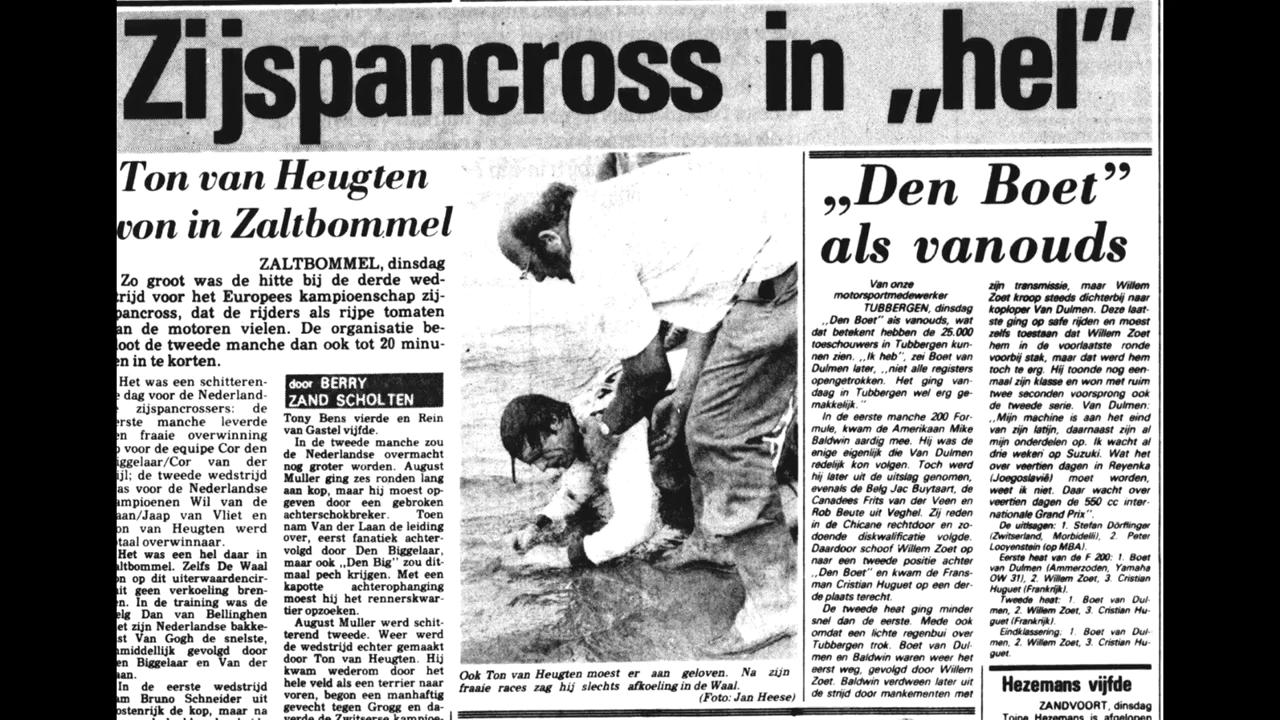 Zijspancross in „hel”
Ton van Heugten
won in Zaltbommel
ZALTBOMMEL, dinsdag
Zo groot was de hitte bij de derde wed-
trijd voor het Europees kampioenschap zij-
pancross, dat de rijders als rijpe tomaten
an de motoren vielen. De organisatie be-
loot de tweede manche dan ook tot 20 minu-
en in te korten.
Het was een schitteren-
e dag voor de Nederland-
zijspancrossers: de
erste manche leverde
en fraaie overwinning
voor de equipe Cor den
iggelaar/Cor van der
ijl; de tweede wedstrijd
as voor de Nederlandse
ampioenen Wil van de
aan/Jaap van Vliet en
on van Heugten werd
otaal overwinnaar.
Het was een hel daar in
altbommel. Zelfs De Waal
op dit uiterwaardencir-
it geen verkoeling bren-
en. In de training was de
elg Dan van Bellinghen
et zijn Nederlandse bakke-
st Van Gogh de snelste,
nmiddelijk gevolgd door
en Biggelaar en Van der
aan.
In de eerste wedstrijd
am Bruno Schneider uit
ostenrijk de kop, maar na
door BERRY
ZAND SCHOLTEN
Tony Bens vierde en Rein
van Gastel vijfde.
In de tweede manche zou
de Nederlandse overmacht
nog groter worden. August
Muller ging zes ronden lang
aan kop, maar hij moest op-
geven door een gebroken
achterschokbreker. Toen
nam Van der Laan de leiding
over, eerst fanatiek achter-
volgd door Den Biggelaar,
maar ook „Den Big” zou dit-
maal pech krijgen. Met een
kapotte achterophanging
moest hij het rennerskwar-
tier opzoeken.
August Muller werd schit-
terend tweede. Weer werd
de wedstrijd echter gemaakt
door Ton van Heugten. Hij
kwam wederom door het
hele veld als een terrier naar
voren, begon een manhaftig
gevecht tegen Grogg en da-
verde de Zwitserse kampioe-
Ook Ton van Heugten moest er aan geloven. Na zijn
fraaie races zag hij slechts afkoeling in de Waal.
(Foto: Jan Heese)
„Den Boet”
als vanouds
Van onze
motorsportmedewerker
TUBBERGEN, dinsdag
„Den Boet” als vanouds, wat
dat betekent hebben de 25.000
toeschouwers in Tubbergen kun-
nen zien. „Ik heb”, zei Boet van
Dulmen later, „niet alle registers
opengetrokken. Het ging van-
daag in Tubbergen wel erg ge-
makkelijk.”
In de eerste manche 200 For-
mule, kwam de Amerikaan Mike
Baldwin aardig mee. Hij was de
enige eigenlijk die Van Dulmen
redelijk kon volgen. Toch werd
hij later uit de uitslag genomen,
evenals de Belg Jac Buytaert, de
Canadees Frits van der Veen en
Rob Beute uit Veghel. Zij reden
in de Chicane rechtdoor en zo-
doende diskwalificatie volgde.
Daardoor schoof Willem Zoet op
naar een tweede positie achter
„Den Boet” en kwam de Frans-
man Cristian Huguet op een der-
de plaats terecht.
De tweede heat ging minder
snel dan de eerste. Mede ook
omdat een lichte regenbui over
Tubbergen trok. Boet van Dul-
men en Baldwin waren weer het
eerst weg, gevolgd door Willem
Zoet. Baldwin verdween later uit
de strijd door mankementen met
zijn transmissie, maar Willem
Zoet kroop steeds dichterbij naar
koploper Van Dulmen. Deze laat-
ste ging op safe rijden en moest
zelfs toestaan dat Willem Zoet
hem in de voorlaatste ronde
voorbij stak, maar dat werd hem
toch te erg. Hij toonde nog een-
maal zijn klasse en won met ruim
twee seconden voorsprong ook
de tweede serie. Van Dulmen:
„Mijn machine is aan het eind
van zijn latijn, daarnaast zijn al
mijn onderdelen op. Ik wacht al
drie weken op Suzuki. Wat het
over veertien dagen in Reyenka
(Joegoslavië) moet worden,
weet ik niet. Daar wacht over
veertien dagen de 550 cc inter-
nationale Grand Prix”.
De uitslagen: 1. Stefan Dörflinger
(Zwitserland, Morbidelli), 2. Peter
Looyenstein (op MBA).
Eerste heat van de F 200: 1. Boet
van Dulmen (Ammerzoden, Yamaha
OW 31), 2. Willem Zoet, 3. Cristian
Huguet (Frankrijk).
Tweede heat: 1. Boet van Dul-
men, 2. Willem Zoet, 3. Cristian Hu-
guet (Frankrijk).
Eindklassering: 1. Boet van Dul-
men, 2. Willem Zoet, 3. Cristian Hu-
guet.
Hezemans vijfde
ZANDVOORT, dinsdag
Toine Hezemans is afgelopen